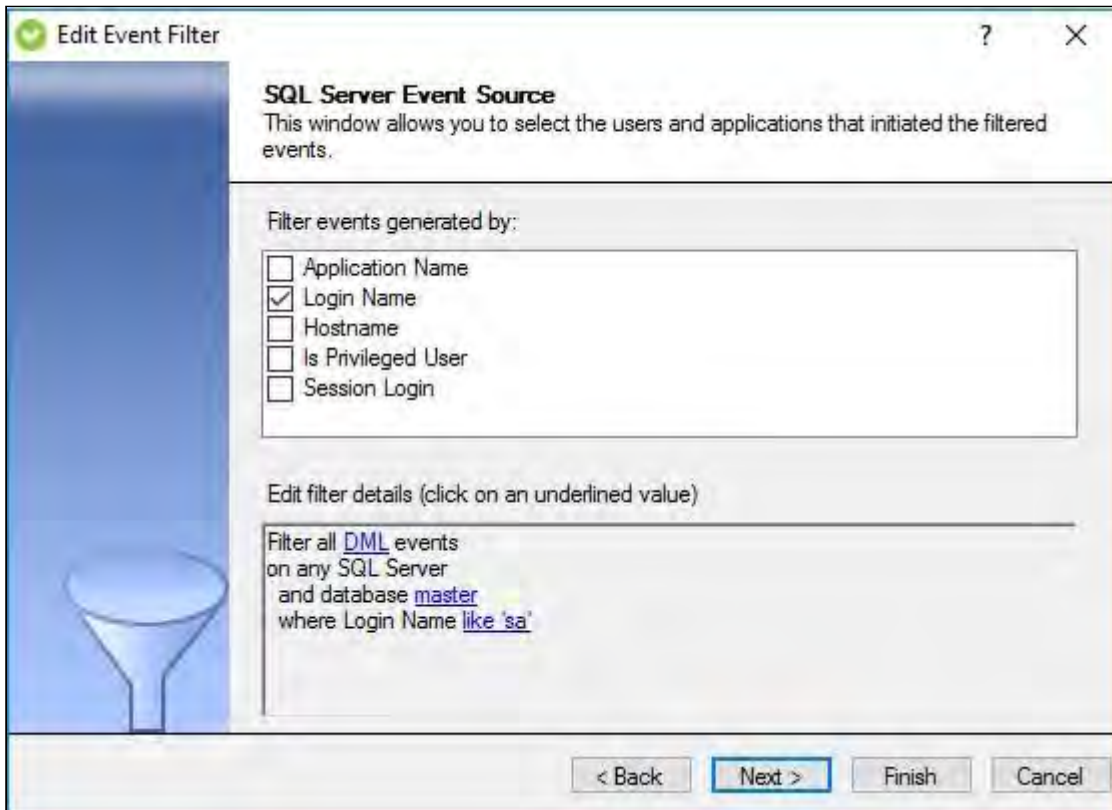 Edit Event Filter
?
SQL Server Event Source
This window allows you to select the users and applications that initiated the filtered
events.
Filter events generated by:
Application Name
Login Name
Hostname
Is Privileged User
Session Login
Edit filter details (click on an underlined value)
Filter all DML events
on any SQL Server
and database master
where Login Name like 'sa'
< Back
Next >
Finish
Cancel